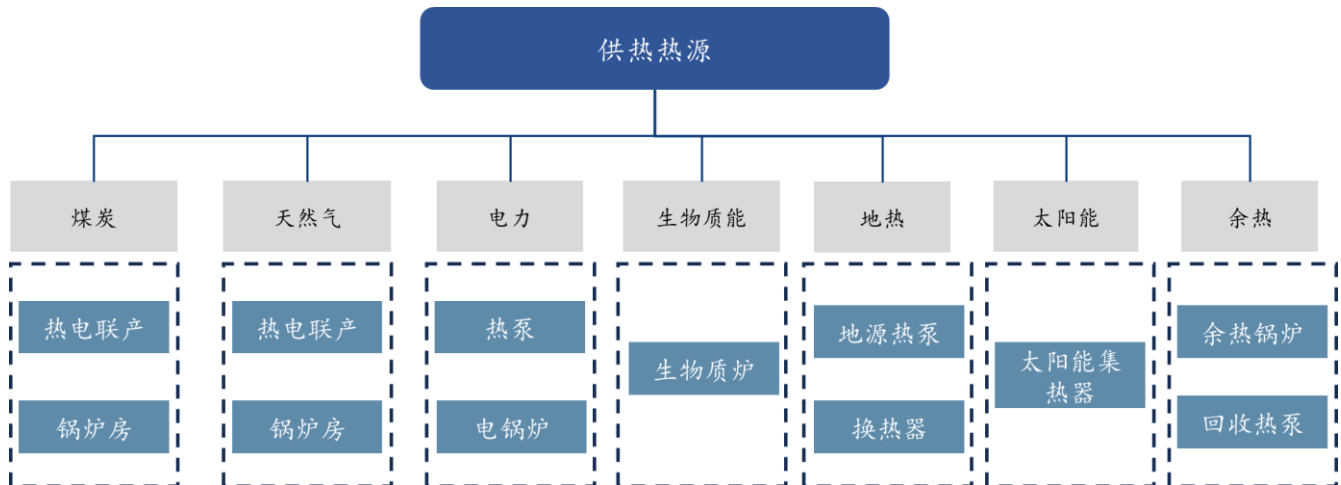 供热热源
煤炭
天然气
电力
生物质能
地热
太阳能
余热
热电联产
热电联产
热泵
生物质炉
地源热泵
太阳能集
热器
余热锅炉
锅炉房
锅炉房
电锅炉
换热器
回收热泵